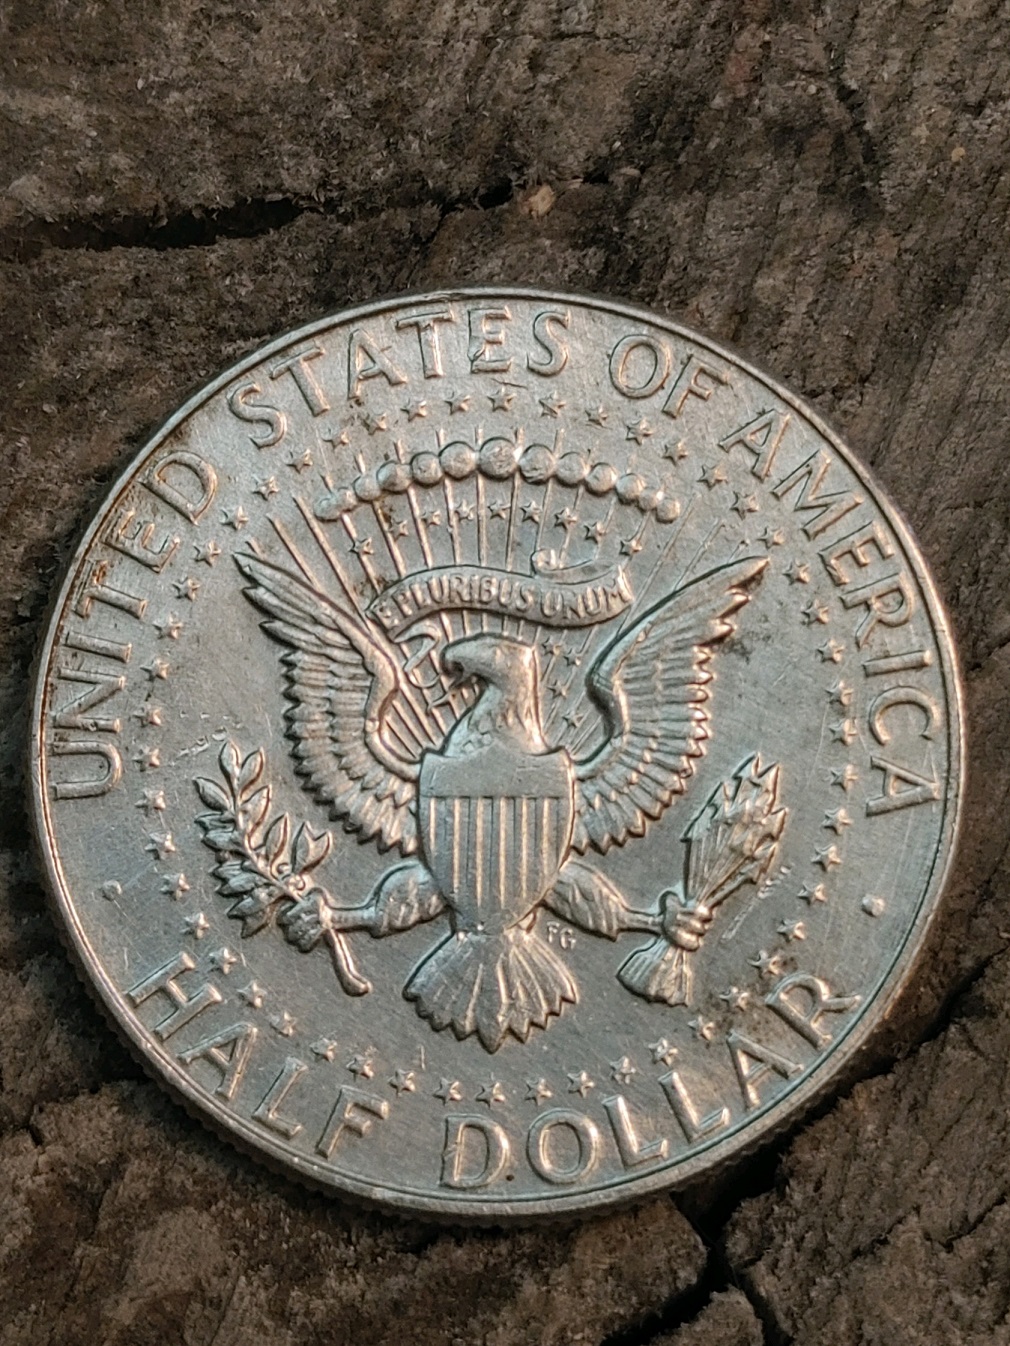 UNITED STATES OF AMERICA
E PLURIBUS UNUM
FG
HALF DOLLAR